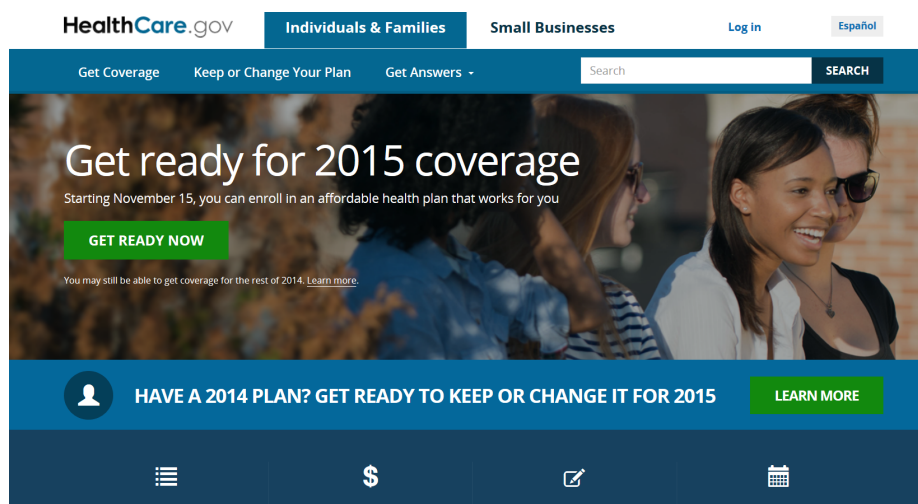 HealthCare.gov
Individuals & Families
Small Businesses
Log in
Español
Get Coverage
Keep or Change Your Plan
Get Answers
Search
SEARCH
Get ready for 2015 coverage
Starting November 15, you can enroll in an affordable health plan that works for you
GET READY NOW
You may still be able to get coverage for the rest of 2014. Learn more.
HAVE A 2014 PLAN? GET READY TO KEEP OR CHANGE IT FOR 2015
LEARN MORE
$